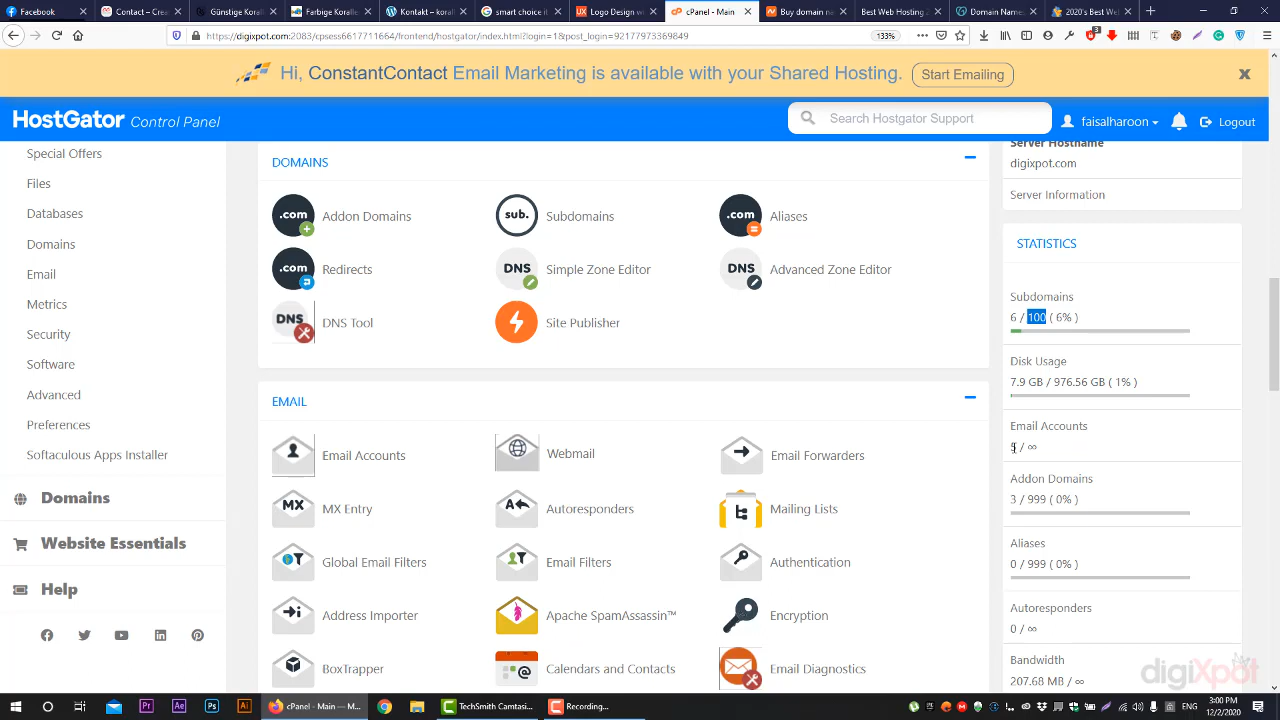 Facebook
Contact – Crea
Günstige Korall
Farbige Koralle
Kontakt – korall
smart choice it
Logo Design w
cPanel - Main
Buy domain na
Best Web Hosting 2
Domain Names
2020's Best We
https://digixpot.com:2083/cpsess6617711664/frontend/hostgator/index.html?login=1&post_login=92177973369849
133%
Hi, ConstantContact Email Marketing is available with your Shared Hosting.
Start Emailing
X
HostGator Control Panel
Search Hostgator Support
faisalharoon
Logout
Special Offers
Files
Databases
Domains
Email
Metrics
Security
Software
Advanced
Preferences
Softaculous Apps Installer
Domains
Website Essentials
Help
DOMAINS
.com Addon Domains
sub. Subdomains
.com Aliases
.com Redirects
DNS Simple Zone Editor
DNS Advanced Zone Editor
DNS DNS Tool
Site Publisher
EMAIL
Email Accounts
Webmail
Email Forwarders
MX MX Entry
A Autoresponders
Mailing Lists
Global Email Filters
Email Filters
Authentication
Address Importer
Apache SpamAssassin™
Encryption
BoxTrapper
@ Calendars and Contacts
Email Diagnostics
Server Hostname
digixpot.com
Server Information
STATISTICS
Subdomains
6 / 100 ( 6% )
Disk Usage
7.9 GB / 976.56 GB ( 1% )
Email Accounts
/ ∞
Addon Domains
3 / 999 ( 0% )
Aliases
0 / 999 ( 0% )
Autoresponders
0 / ∞
Bandwidth
207.68 MB / ∞
digiXpot
cPanel - Main — M...
TechSmith Camtasi...
Recording...
3:00 PM
12/2/2020